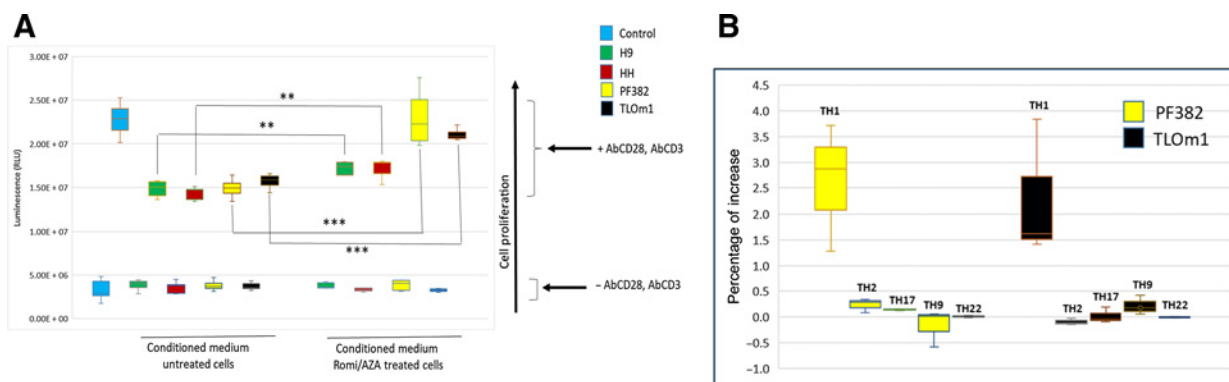 A
Control
H9
HH
PF382
TLOm1
3.00E + 07
2.50E + 07
2.00E + 07
1.50E + 07
1.00E + 07
5.00E + 06
0.00E + 00
Luminescence (RLU)
**
**
***
***
Conditioned medium
untreated cells
Conditioned medium
Romi/AZA treated cells
Cell proliferation
+ AbCD28, AbCD3
− AbCD28, AbCD3
B
4.5
4.0
3.5
3.0
2.5
2.0
1.5
1.0
0.5
0.0
−0.5
−1.0
Percentage of increase
TH1
TH2
TH17
TH9
TH22
TH1
TH2
TH17
TH9
TH22
PF382
TLOm1